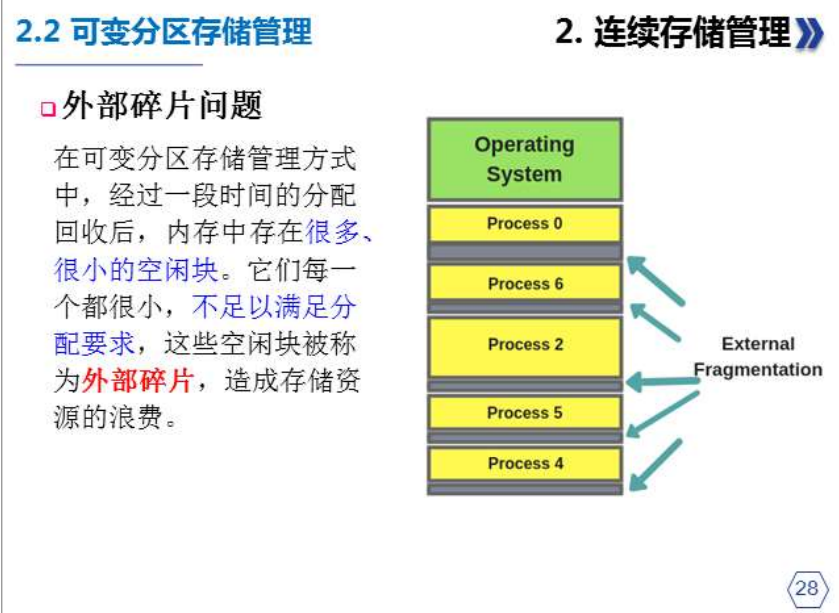 2.2 可变分区存储管理
2. 连续存储管理
外部碎片问题
在可变分区存储管理方式
中，经过一段时间的分配
回收后，内存中存在很多、
很小的空闲块。它们每一
个都很小，不足以满足分
配要求，这些空闲块被称
为外部碎片，造成存储资
源的浪费。
Operating
System
Process 0
Process 6
Process 2
Process 5
Process 4
External
Fragmentation
28